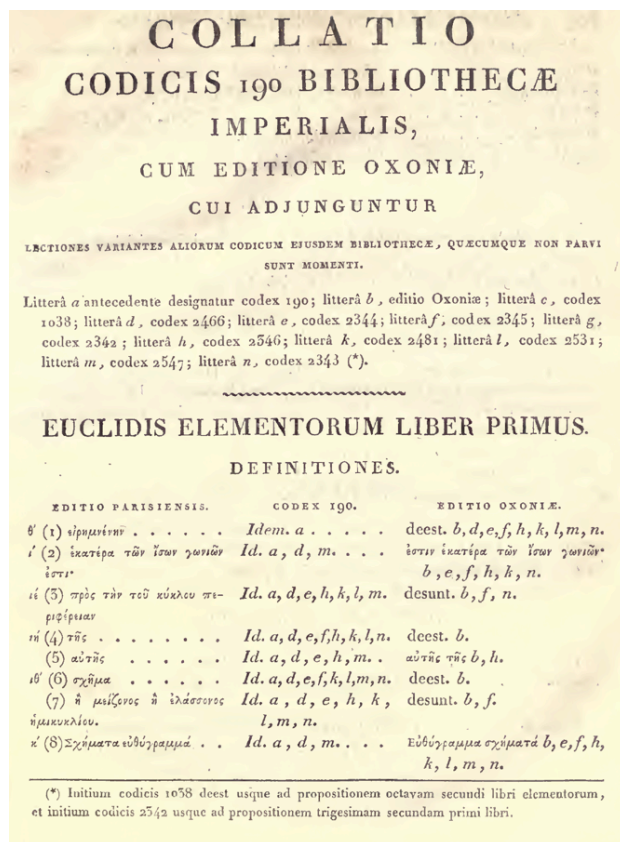 COLLATIO
CODICIS 190 BIBLIOTHECÆ
IMPERIALIS,
CUM EDITIONE OXONIÆ,
CUI ADJUNGUNTUR
LECTIONES VARIANTES ALIORUM CODICUM EJUSDEM BIBLIOTHECÆ, QUÆCUMQUE NON PARVI
SUNT MOMENTI.
Litterâ a antecedente designatur codex 190; litterâ b, editio Oxoniæ; litterâ c, codex
1038; litterâ d, codex 2466; litterâ e, codex 2344; litterâ f, codex 2345; litterâ g,
codex 2342; litterâ h, codex 2346; litterâ k, codex 2481; litterâ l, codex 2531;
litterâ m, codex 2547; litterâ n, codex 2343 (*).
EUCLIDIS ELEMENTORUM LIBER PRIMUS.
DEFINITIONES.
EDITIO PARISIENSIS. CODEX 190. EDITIO OXONIÆ.
θʹ (1) εἰρημνένην . . . . . . Idem. a . . . . . deest. b, d, e, f, h, k, l, m, n.
ιʹ (2) ἑκατέρα τῶν ἴσων γωνιῶν Id. a, d, m. . . . ἐστιν ἑκατέρα τῶν ἴσων γωνιῶν·
ἐστι· b, e, f, h, k, n.
ιέ (3) πρὸς τὴν τοῦ κύκλου πε- Id. a, d, e, h, k, l, m. desunt. b, f, n.
ριφέρειαν
ιή (4) τῆς . . . . . . . . Id. a, d, e, f, h, k, l, n. deest. b.
(5) αὐτῆς . . . . . . Id. a, d, e, h, m. . αὐτῆς τῆς b, h.
ιθʹ (6) σχῆμα . . . . . . Id. a, d, e, f, k, l, m, n. deest. b.
(7) ἢ μείζονος ἢ ἐλάσσονος Id. a, d, e, h, k, desunt. b, f.
ἡμικυκλίου. l, m, n.
κʹ (8) Σχήματα εὐθύγραμμά . . Id. a, d, m. . . . Εὐθύγραμμα σχήματά b, e, f, h,
k, l, m, n.
(*) Initium codicis 1038 deest usque ad propositionem octavam secundi libri elementorum,
et initium codicis 2342 usque ad propositionem trigesimam secundam primi libri.